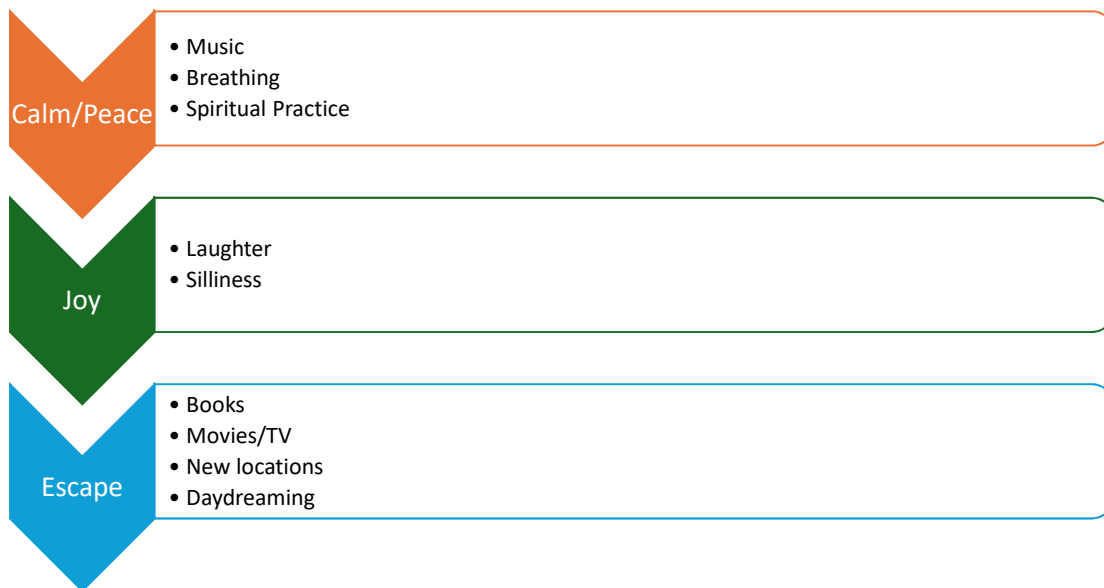 Calm/Peace
• Music
• Breathing
• Spiritual Practice
Joy
• Laughter
• Silliness
Escape
• Books
• Movies/TV
• New locations
• Daydreaming